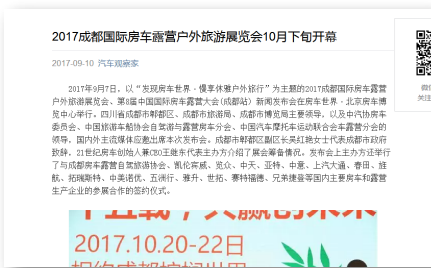 2017成都国际房车露营户外旅游展览会10月下旬开幕
2017-09-10 汽车观察家
2017年9月7日，以“发现房车世界·慢享休雅户外旅行”为主题的2017成都国际房车露营
户外旅游展览会、第8届中国国际房车露营大会(成都站）新闻发布会在房车世界·北京房车博
览中心举行。四川省成都市郫都区、成都市旅游局、成都市博览局主要领导，以及中汽协房车
委员会、中国旅游车船协会自驾游与露营房车分会、中国汽车摩托车运动联合会车露营分会的
领导，国内外主流媒体应邀出席本次发布会。成都市郫都区副区长吴红艳女士代表成都市政府
致辞，21世纪房车创始人兼CEO王继东代表主办方介绍了展会筹备情况。发布会上主办方还举行
了与成都房车露营自驾旅游协会、凯伦宾威、览众、中天、亚特、中意、上汽大通、春田、旌
航、拓瑞斯特、中美诺优、五洲行、雅升、世拓、赛特福德、兄弟捷登等国内主要房车和露营
生产企业的参展合作的签约仪式。
2017.10.20-22日